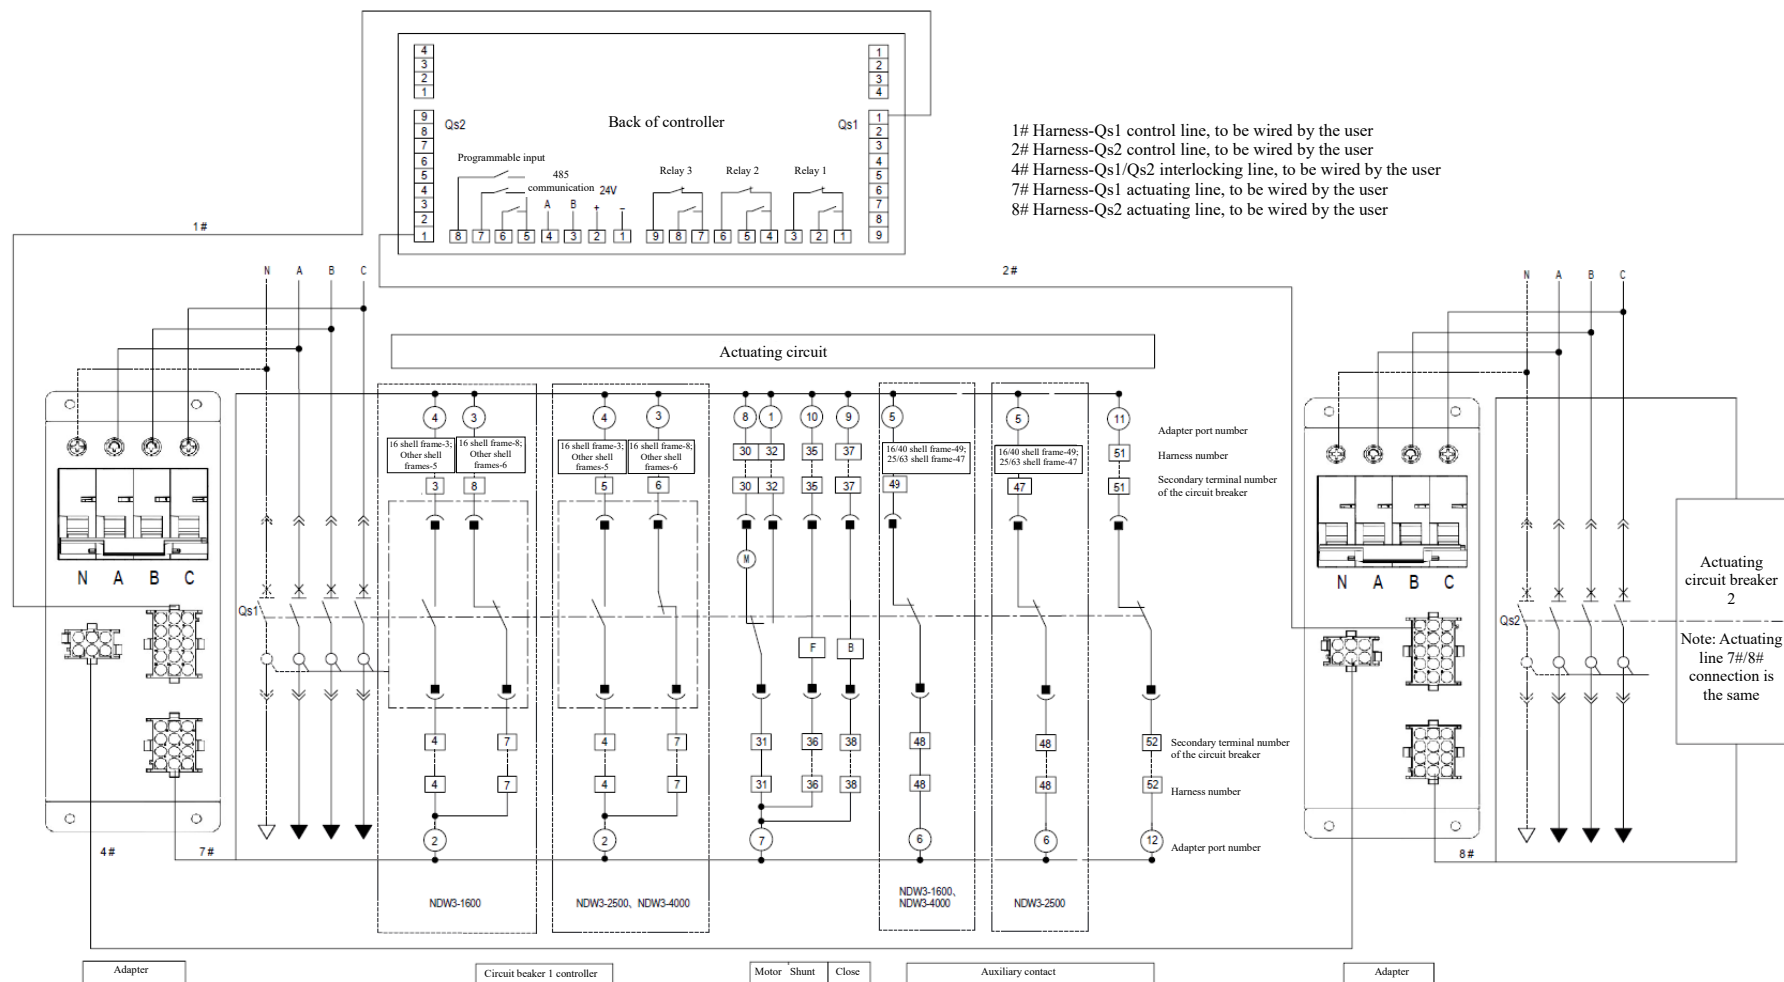 4
3
2
1
1
2
3
4
9
8
7
6
5
4
3
2
1
Qs2
Back of controller
Qs1
1
2
3
4
5
6
7
8
9
Programmable input
485
communication
24V
A B + -
Relay 3
Relay 2
Relay 1
8 7 6 5 4 3 2 1
9 8 7 6 5 4 3 2 1
1# Harness-Qs1 control line, to be wired by the user
2# Harness-Qs2 control line, to be wired by the user
4# Harness-Qs1/Qs2 interlocking line, to be wired by the user
7# Harness-Qs1 actuating line, to be wired by the user
8# Harness-Qs2 actuating line, to be wired by the user
1#
2#
N A B C
N A B C
Actuating circuit
4 3 4 3 8 1 10 9 5 5 11
Adapter port number
16 shell frame-3;
Other shell
frames-5
16 shell frame-8;
Other shell
frames-6
16 shell frame-3;
Other shell
frames-5
16 shell frame-8;
Other shell
frames-6
30 32 35 37
16/40 shell frame-49;
25/63 shell frame-47
16/40 shell frame-49;
25/63 shell frame-47
51
Harness number
3 8 5 6 30 32 35 37 49 47 51
Secondary terminal number
of the circuit breaker
M
N A B C
N A B C
Qs1
Qs2
F
B
Actuating
circuit breaker
2
Note: Actuating
line 7#/8#
connection is
the same
4 7 4 7 31 36 38 48 48 52
Secondary terminal number
of the circuit breaker
4 7 4 7 31 36 38 48 48 52
Harness number
2 2 7 6 6 12
Adapter port number
4#
7#
8#
NDW3-1600
NDW3-2500、NDW3-4000
NDW3-1600、
NDW3-4000
NDW3-2500
Adapter
Circuit beaker 1 controller
Motor Shunt Close
Auxiliary contact
Adapter